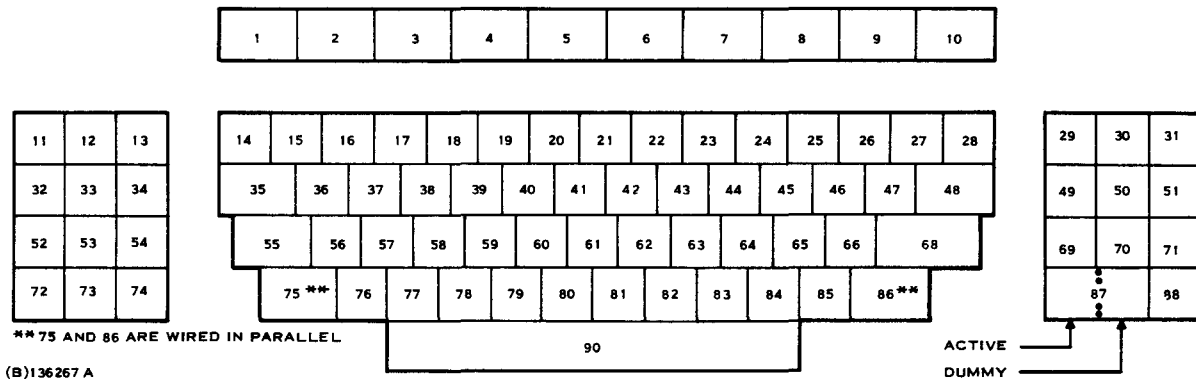 1 2 3 4 5 6 7 8 9 10
11 12 13 14 15 16 17 18 19 20 21 22 23 24 25 26 27 28 29 30 31
32 33 34 35 36 37 38 39 40 41 42 43 44 45 46 47 48 49 50 51
52 53 54 55 56 57 58 59 60 61 62 63 64 65 66 68 69 70 71
72 73 74 75** 76 77 78 79 80 81 82 83 84 85 86** 87 88
** 75 AND 86 ARE WIRED IN PARALLEL
90
ACTIVE
DUMMY
(B)136267 A